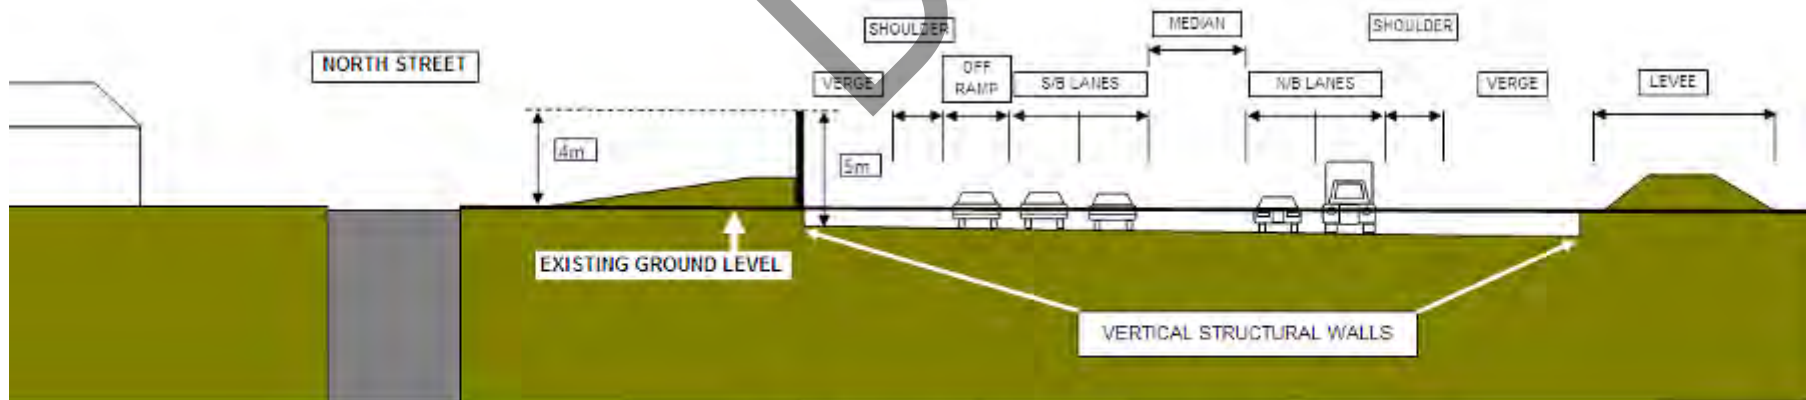 SHOULDER
MEDIAN
SHOULDER
NORTH STREET
VERGE
OFF
RAMP
S/B LANES
N/B LANES
VERGE
LEVEE
4m
5m
EXISTING GROUND LEVEL
VERTICAL STRUCTURAL WALLS